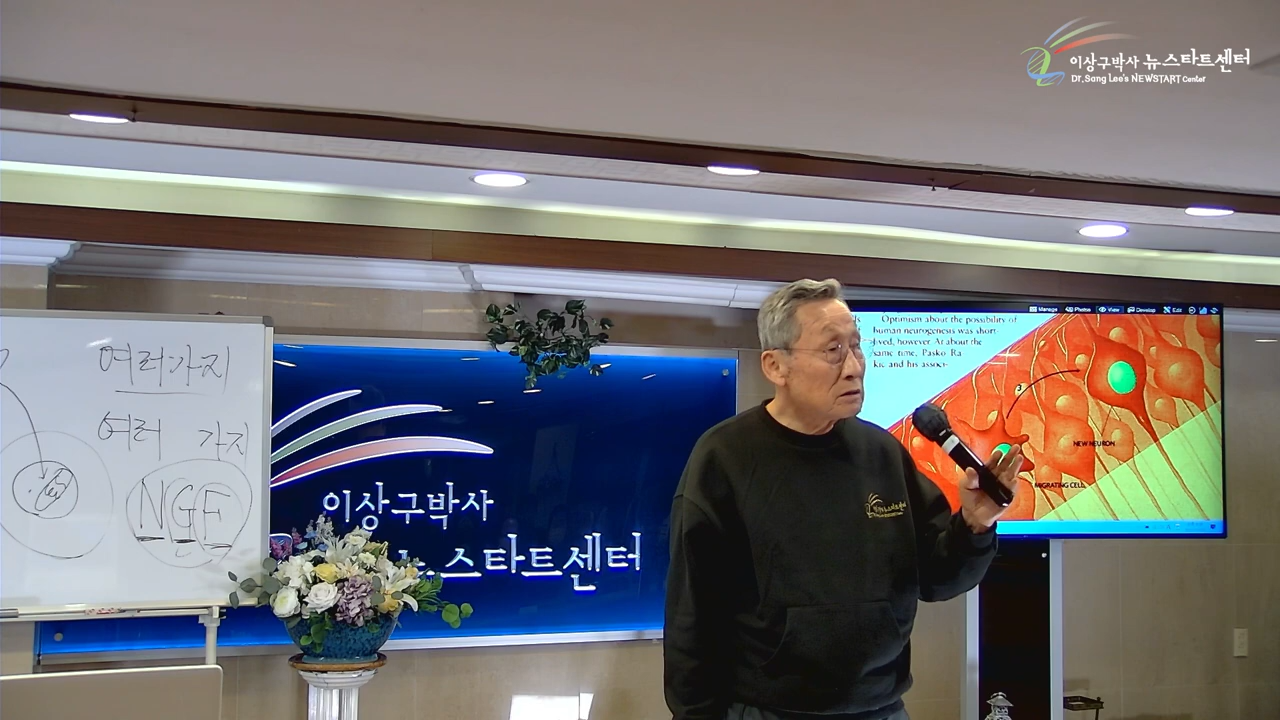 이상구박사 뉴스타트센터
Dr. Sang Lee's NEWSTART Center
여러가지
여러 가지
NGF
이상구박사
뉴스타트센터
Manage Photos View Develop Edit
Optimism about the possibility of
human neurogenesis was short-
lived, however. At about the
same time, Pasko Ra
kic and his associ-
3
NEW NEURON
MIGRATING CELL